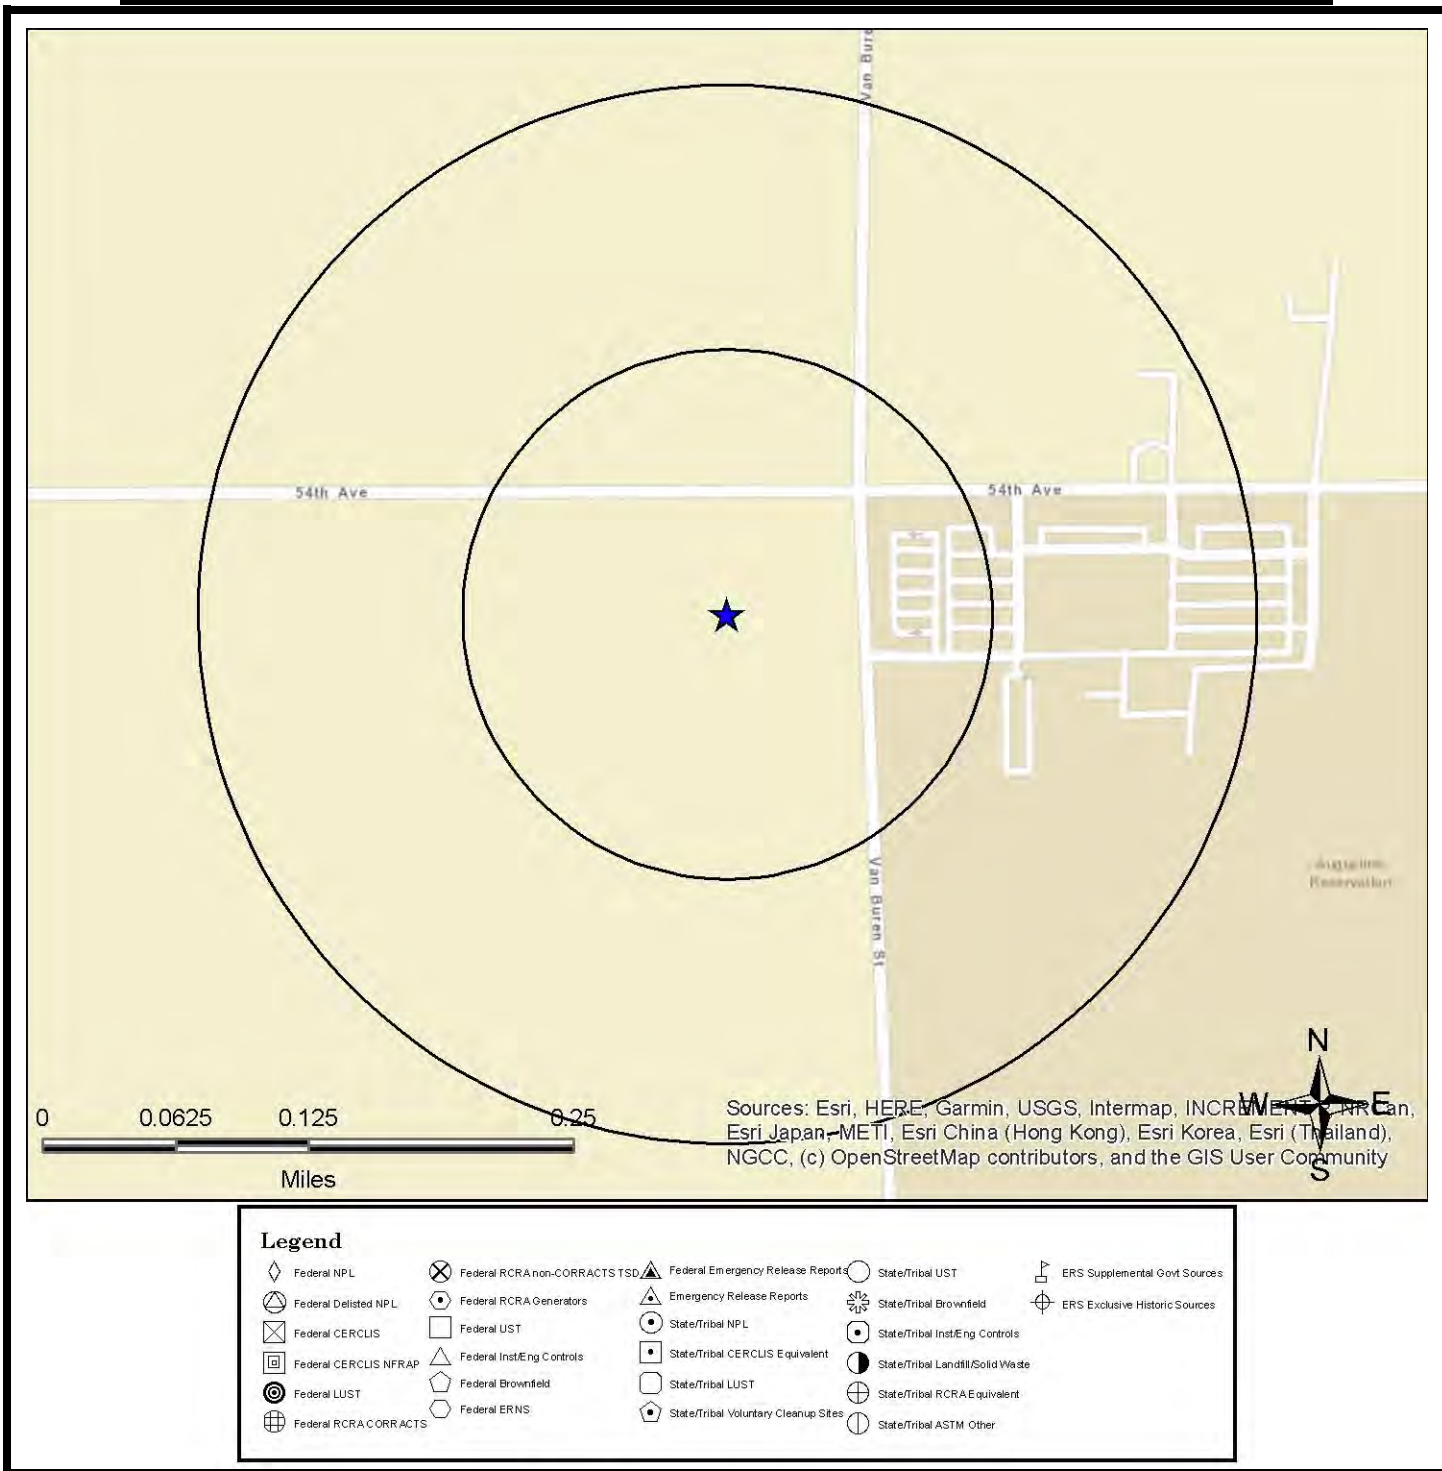 Van Bure
54th Ave
54th Ave
Van Buren St
Augustine
Reservation
N
W E
S
0 0.0625 0.125 0.25
Miles
Sources: Esri, HERE, Garmin, USGS, Intermap, INCREMENT P, NRCan,
Esri Japan, METI, Esri China (Hong Kong), Esri Korea, Esri (Thailand),
NGCC, (c) OpenStreetMap contributors, and the GIS User Community
Legend
Federal NPL
Federal Delisted NPL
Federal CERCLIS
Federal CERCLIS NFRAP
Federal LUST
Federal RCRA CORRACTS
Federal RCRA non-CORRACTS TSD
Federal RCRA Generators
Federal UST
Federal Inst/Eng Controls
Federal Brownfield
Federal ERNS
Federal Emergency Release Reports
Emergency Release Reports
State/Tribal NPL
State/Tribal CERCLIS Equivalent
State/Tribal LUST
State/Tribal Voluntary Cleanup Sites
State/Tribal UST
State/Tribal Brownfield
State/Tribal Inst/Eng Controls
State/Tribal Landfill/Solid Waste
State/Tribal RCRA Equivalent
State/Tribal ASTM Other
ERS Supplemental Govt Sources
ERS Exclusive Historic Sources